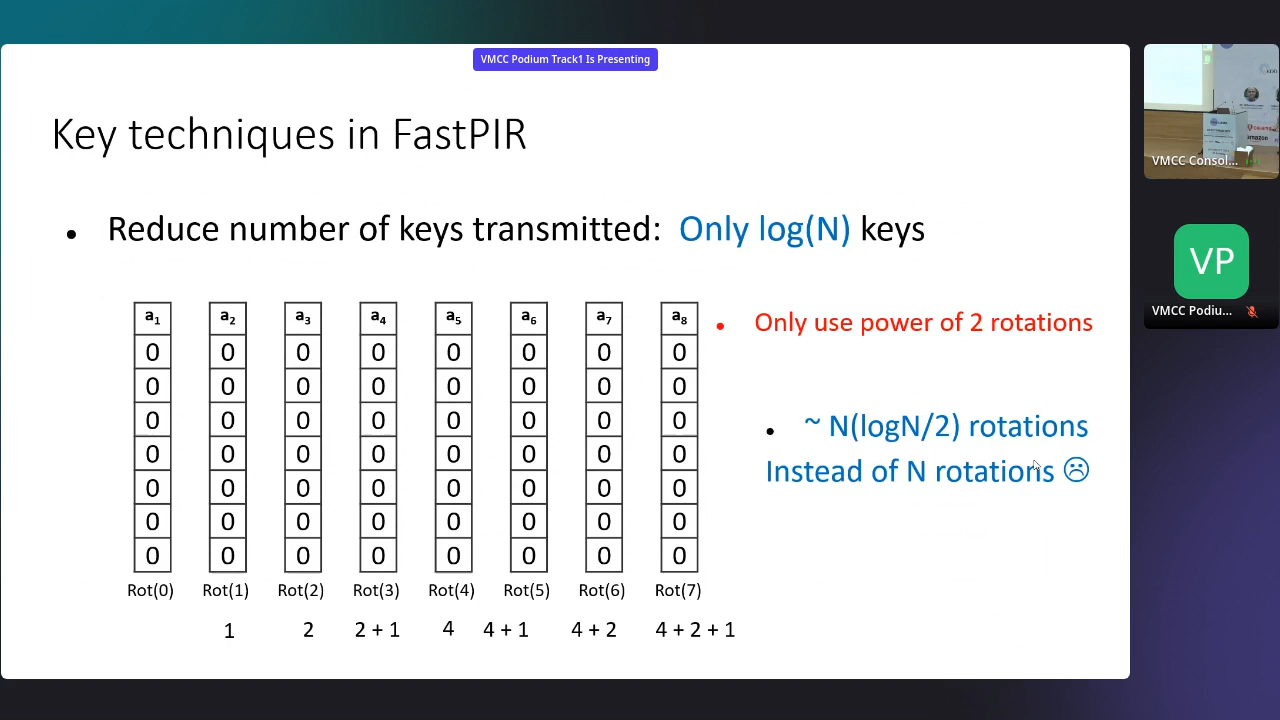 VMCC Podium Track1 Is Presenting
Key techniques in FastPIR
• Reduce number of keys transmitted: Only log(N) keys
a1 a2 a3 a4 a5 a6 a7 a8
0 0 0 0 0 0 0 0
0 0 0 0 0 0 0 0
0 0 0 0 0 0 0 0
0 0 0 0 0 0 0 0
0 0 0 0 0 0 0 0
0 0 0 0 0 0 0 0
0 0 0 0 0 0 0 0
Rot(0) Rot(1) Rot(2) Rot(3) Rot(4) Rot(5) Rot(6) Rot(7)
1 2 2 + 1 4 4 + 1 4 + 2 4 + 2 + 1
• Only use power of 2 rotations
• ~ N(logN/2) rotations
Instead of N rotations ☹
VMCC Consol...
VP
VMCC Podiu...
amazon